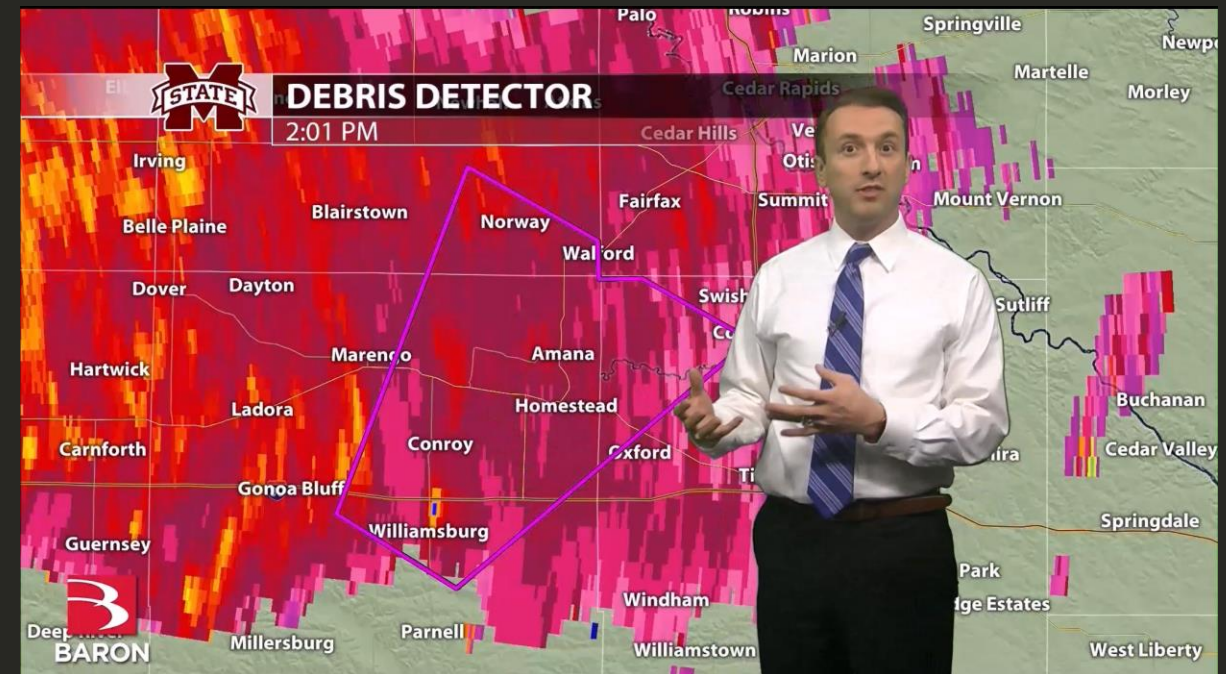 Palo
Robins
Springville
Marion
Martelle
Morley
STATE
DEBRIS DETECTOR
2:01 PM
Cedar Rapids
Cedar Hills
Irving
Fairfax
Summit
Mount Vernon
Belle Plaine
Blairstown
Norway
Walford
Dover
Dayton
Swish
Sutliff
Marengo
Amana
Hartwick
Ladora
Homestead
Buchanan
Carnforth
Conroy
Oxford
Cedar Valley
Gonoa Bluff
Williamsburg
Springdale
Guernsey
Park
Windham
dge Estates
Parnell
Millersburg
Williamstown
West Liberty
BARON